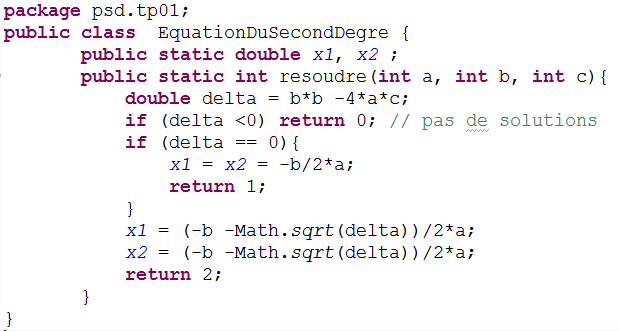 package psd.tp01;
public class  EquationDuSecondDegre {
public static double x1, x2 ;
public static int resoudre(int a, int b, int c){
double delta = b*b -4*a*c;
if (delta <0) return 0; // pas de solutions
if (delta == 0){
x1 = x2 = -b/2*a;
return 1;
}
x1 = (-b -Math.sqrt(delta))/2*a;
x2 = (-b -Math.sqrt(delta))/2*a;
return 2;
}
}